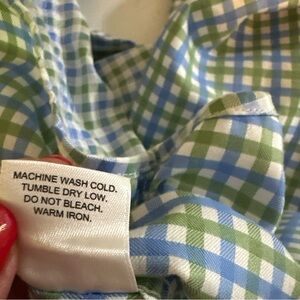 MACHINE WASH COLD.
TUMBLE DRY LOW.
DO NOT BLEACH.
WARM IRON.